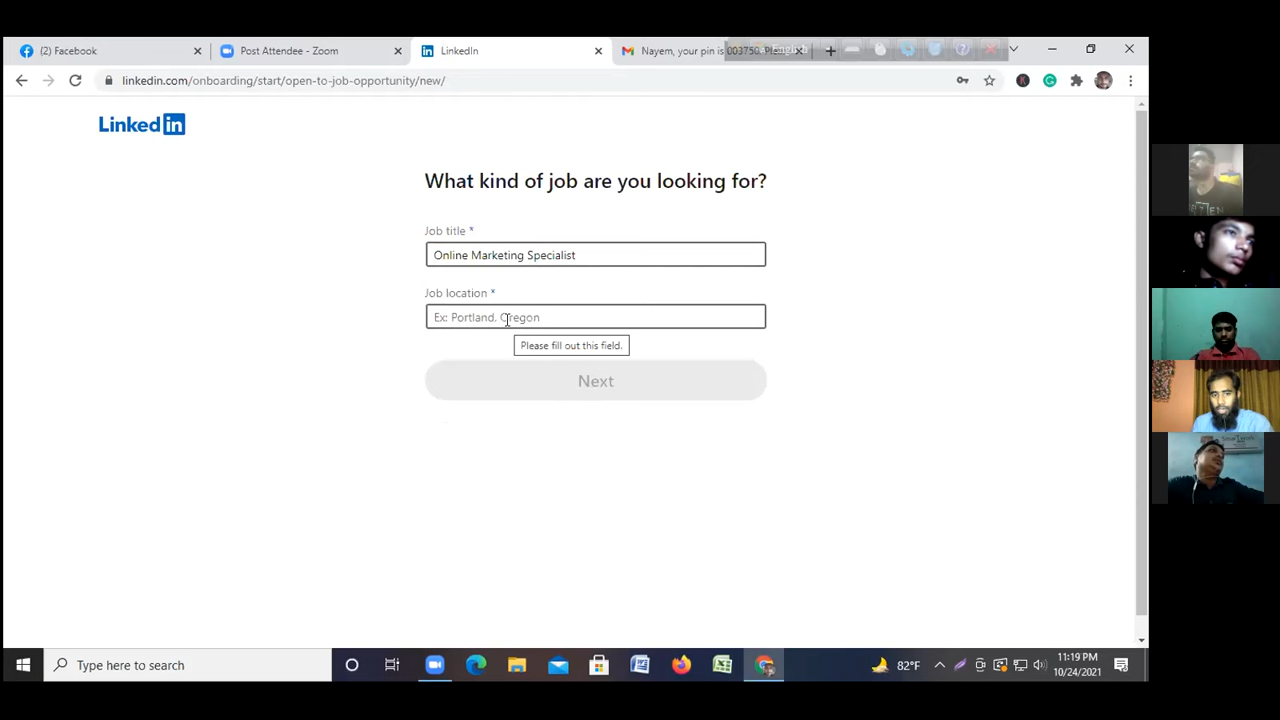 (2) Facebook
Post Attendee - Zoom
LinkedIn
Nayem, your pin is 003750. Plea
English
linkedin.com/onboarding/start/open-to-job-opportunity/new/
Linked in
What kind of job are you looking for?
Job title *
Online Marketing Specialist
Job location *
Ex: Portland, Oregon
Please fill out this field.
Next
Type here to search
82°F
11:19 PM
10/24/2021